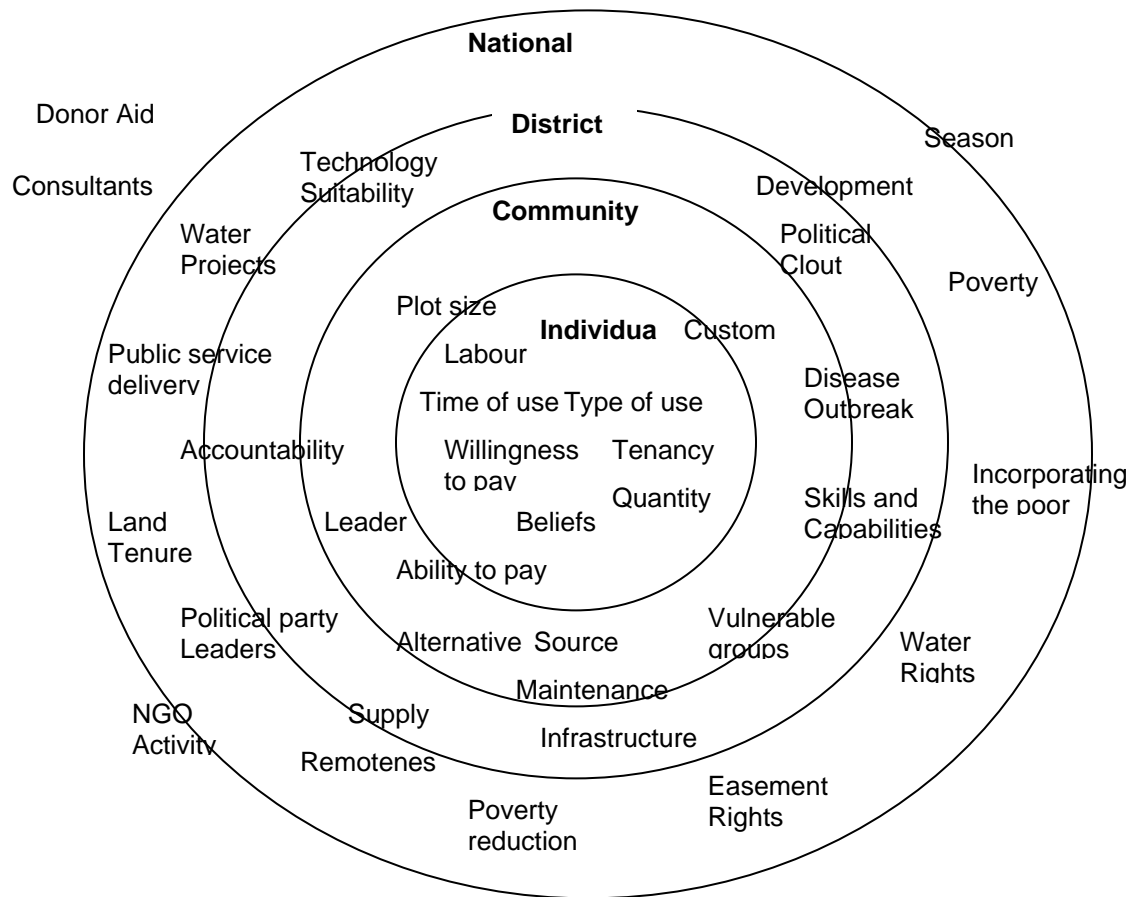 National
Donor Aid
District
Season
Technology
Suitability
Consultants
Development
Community
Water
Projects
Political
Clout
Poverty
Plot size
Individua
Custom
Labour
Public service
delivery
Disease
Outbreak
Time of use
Type of use
Accountability
Willingness
to pay
Tenancy
Incorporating
the poor
Quantity
Skills and
Capabilities
Land
Tenure
Leader
Beliefs
Ability to pay
Political party
Leaders
Alternative
Source
Vulnerable
groups
Water
Rights
Maintenance
NGO
Activity
Supply
Infrastructure
Remotenes
Easement
Rights
Poverty
reduction